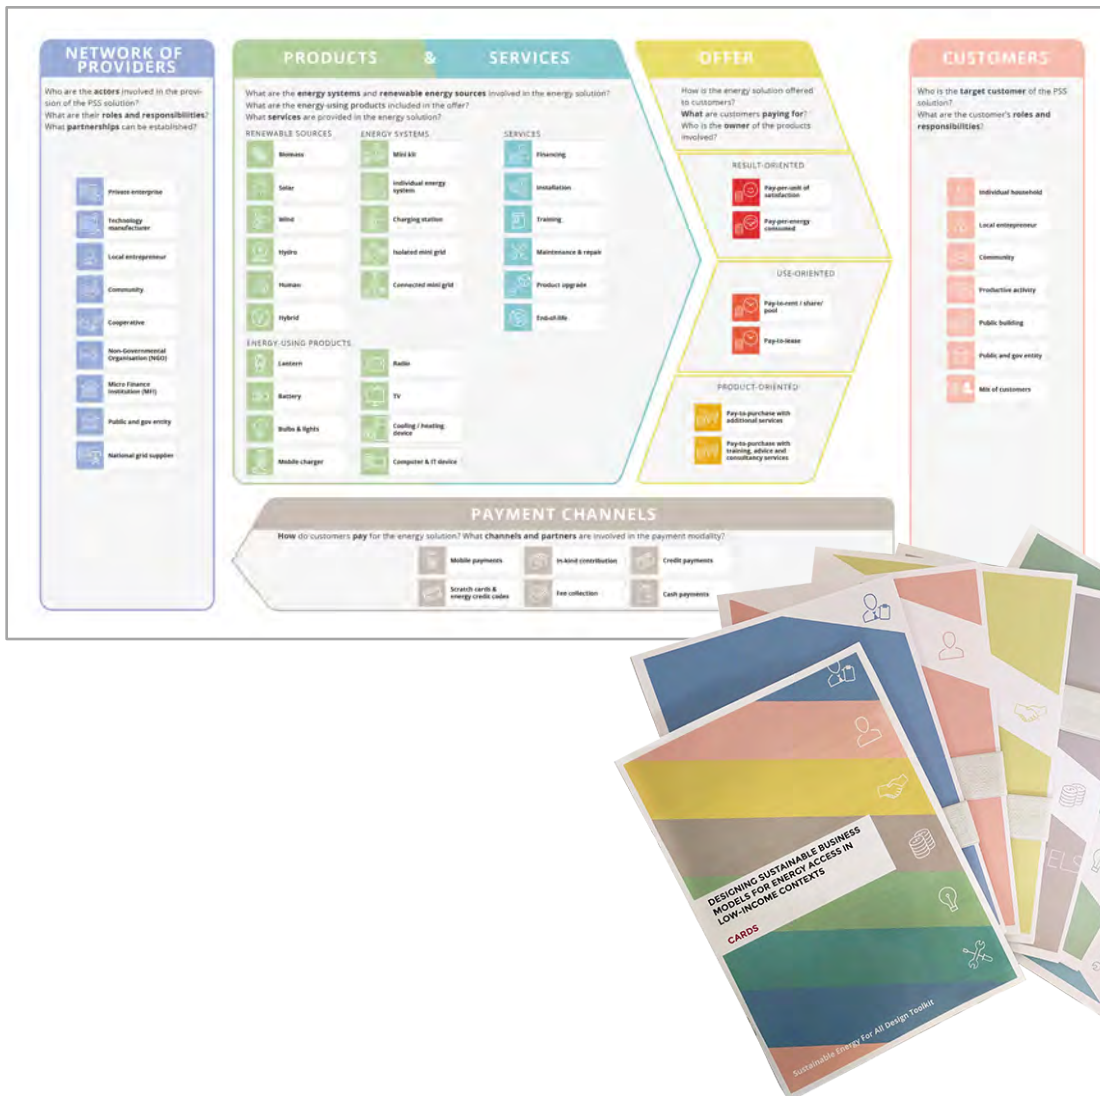 NETWORK OF
PROVIDERS
Who are the actors involved in the provi-
sion of the PSS solution?
What are their roles and responsibilities?
What partnerships can be established?
Private enterprise
Technology
manufacturer
Local entrepreneur
Community
Cooperative
Non-Governmental
Organisation (NGO)
Micro Finance
Institution (MFI)
Public and gov entity
National grid supplier
PRODUCTS & SERVICES
What are the energy systems and renewable energy sources involved in the energy solution?
What are the energy-using products included in the offer?
What services are provided in the energy solution?
RENEWABLE SOURCES
Biomass
Solar
Wind
Hydro
Human
Hybrid
ENERGY SYSTEMS
Mini kit
Individual energy
system
Charging station
Isolated mini grid
Connected mini grid
SERVICES
Financing
Installation
Training
Maintenance & repair
Product upgrade
End-of-life
ENERGY-USING PRODUCTS
Lantern
Battery
Bulbs & lights
Mobile charger
Radio
TV
Cooling / heating
device
Computer & IT device
OFFER
How is the energy solution offered
to customers?
What are customers paying for?
Who is the owner of the products
involved?
RESULT-ORIENTED
Pay-per-unit of
satisfaction
Pay-per-energy
consumed
USE-ORIENTED
Pay-to-rent / share/
pool
Pay-to-lease
PRODUCT-ORIENTED
Pay-to-purchase with
additional services
Pay-to-purchase with
training, advice and
consultancy services
CUSTOMERS
Who is the target customer of the PSS
solution?
What are the customer's roles and
responsibilities?
Individual household
Local entrepreneur
Community
Productive activity
Public building
Public and gov entity
Mix of customers
PAYMENT CHANNELS
How do customers pay for the energy solution? What channels and partners are involved in the payment modality?
Mobile payments
In-kind contribution
Credit payments
Scratch cards &
energy credit codes
Fee collection
Cash payments
DESIGNING SUSTAINABLE BUSINESS
MODELS FOR ENERGY ACCESS IN
LOW-INCOME CONTEXTS
CARDS
Sustainable Energy For All Design Toolkit